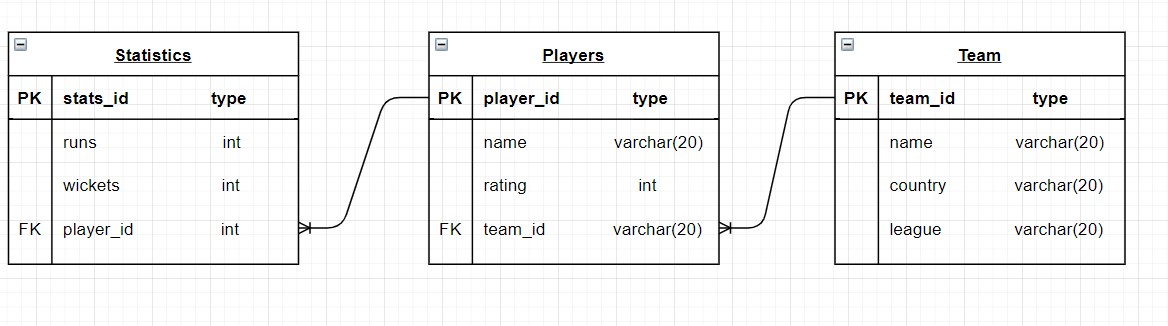 Statistics
PK stats_id type
runs int
wickets int
FK player_id int
Players
PK player_id type
name varchar(20)
rating int
FK team_id varchar(20)
Team
PK team_id type
name varchar(20)
country varchar(20)
league varchar(20)